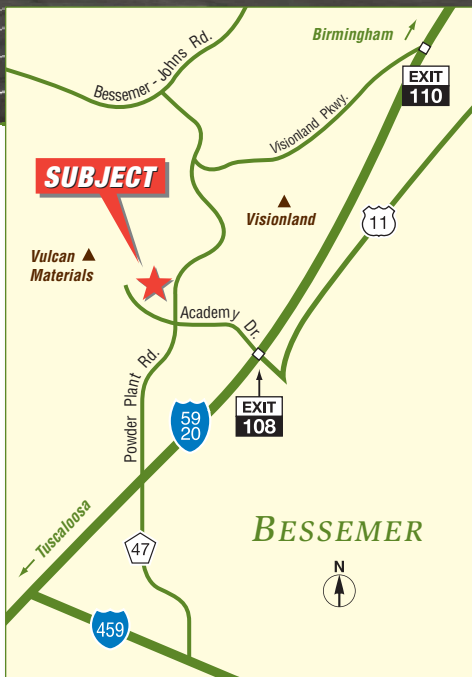 Birmingham
Bessemer - Johns Rd.
EXIT
110
Visionland Pkwy.
SUBJECT
Visionland
11
Vulcan
Materials
Academy Dr.
Powder Plant Rd.
EXIT
108
59
20
BESSEMER
Tuscaloosa
47
N
459